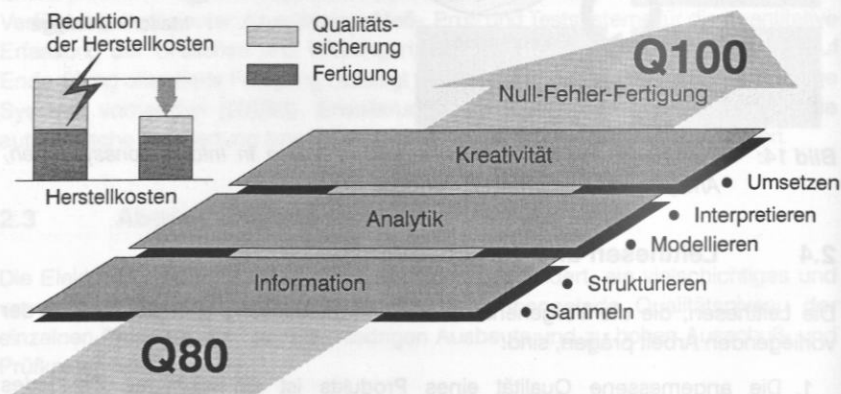 Reduktion
der Herstellkosten
Qualitäts-
sicherung
Fertigung
Herstellkosten
Q100
Null-Fehler-Fertigung
Kreativität
Analytik
Information
Q80
• Umsetzen
• Interpretieren
• Modellieren
• Strukturieren
• Sammeln